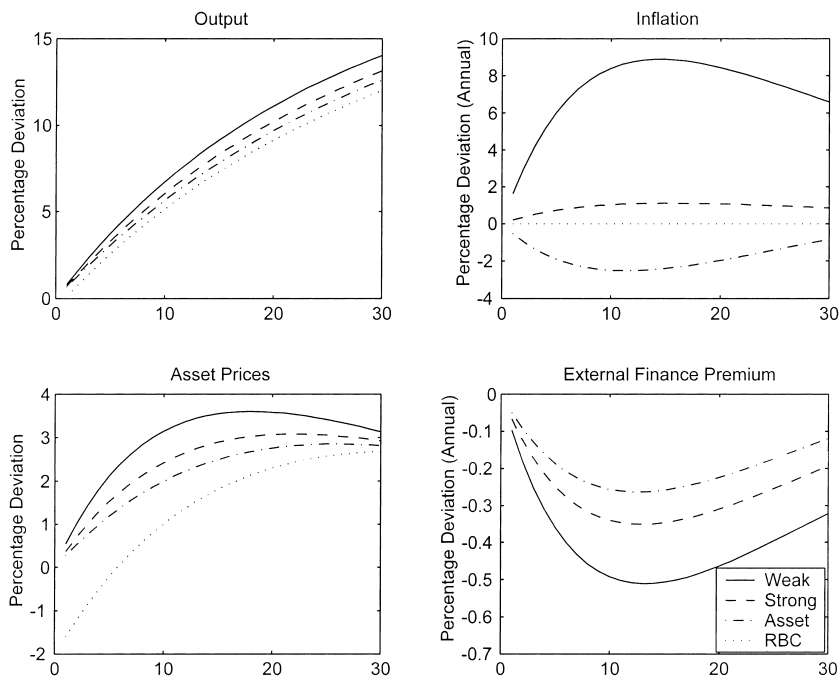 Output
Percentage Deviation
15
10
5
0
0 10 20 30
Inflation
Percentage Deviation (Annual)
10
8
6
4
2
0
-2
-4
0 10 20 30
Asset Prices
Percentage Deviation
4
3
2
1
0
-1
-2
0 10 20 30
External Finance Premium
Percentage Deviation (Annual)
0
-0.1
-0.2
-0.3
-0.4
-0.5
-0.6
-0.7
0 10 20 30
Weak
Strong
Asset
RBC